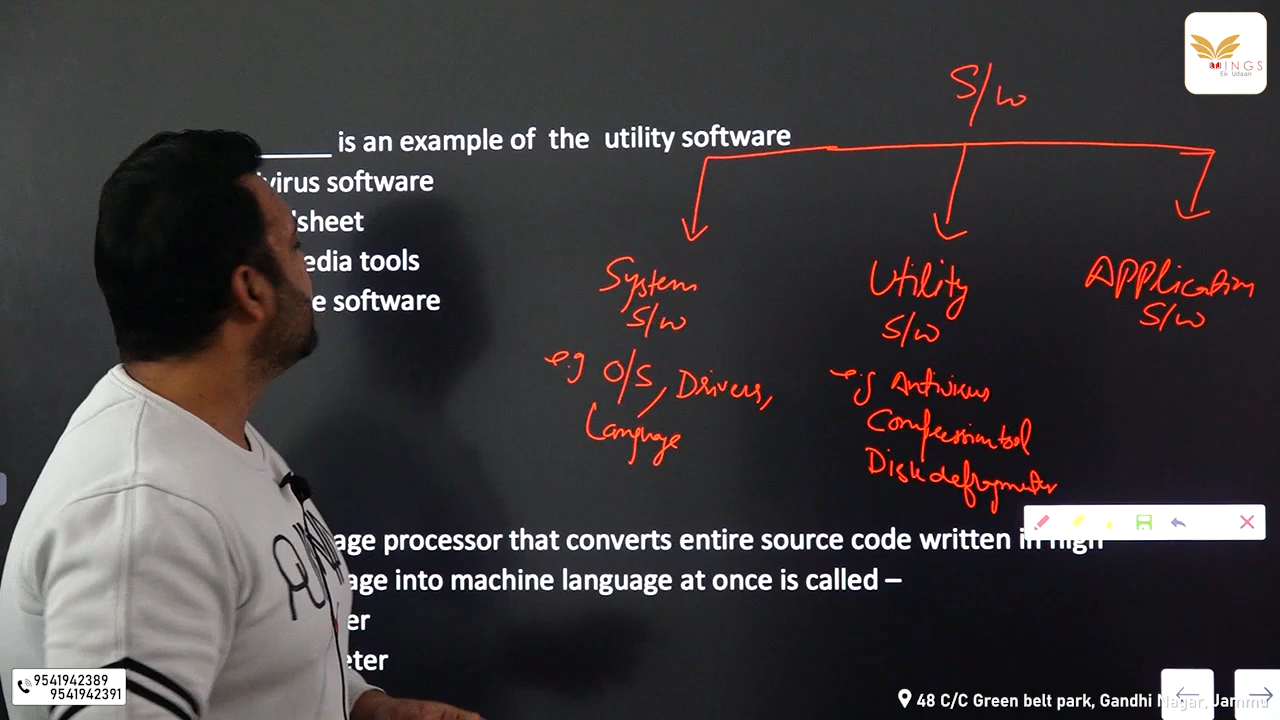 WINGS
Ek Udaan
S/w
is an example of the utility software
virus software
sheet
edia tools
e software
System S/w
e.g O/S, Drivers,
Language
Utility S/w
e.g Antivirus
Compression tool
Disk defragmenter
Application S/w
age processor that converts entire source code written in high
age into machine language at once is called –
er
eter
9541942389
9541942391
48 C/C Green belt park, Gandhi Nagar, Jammu